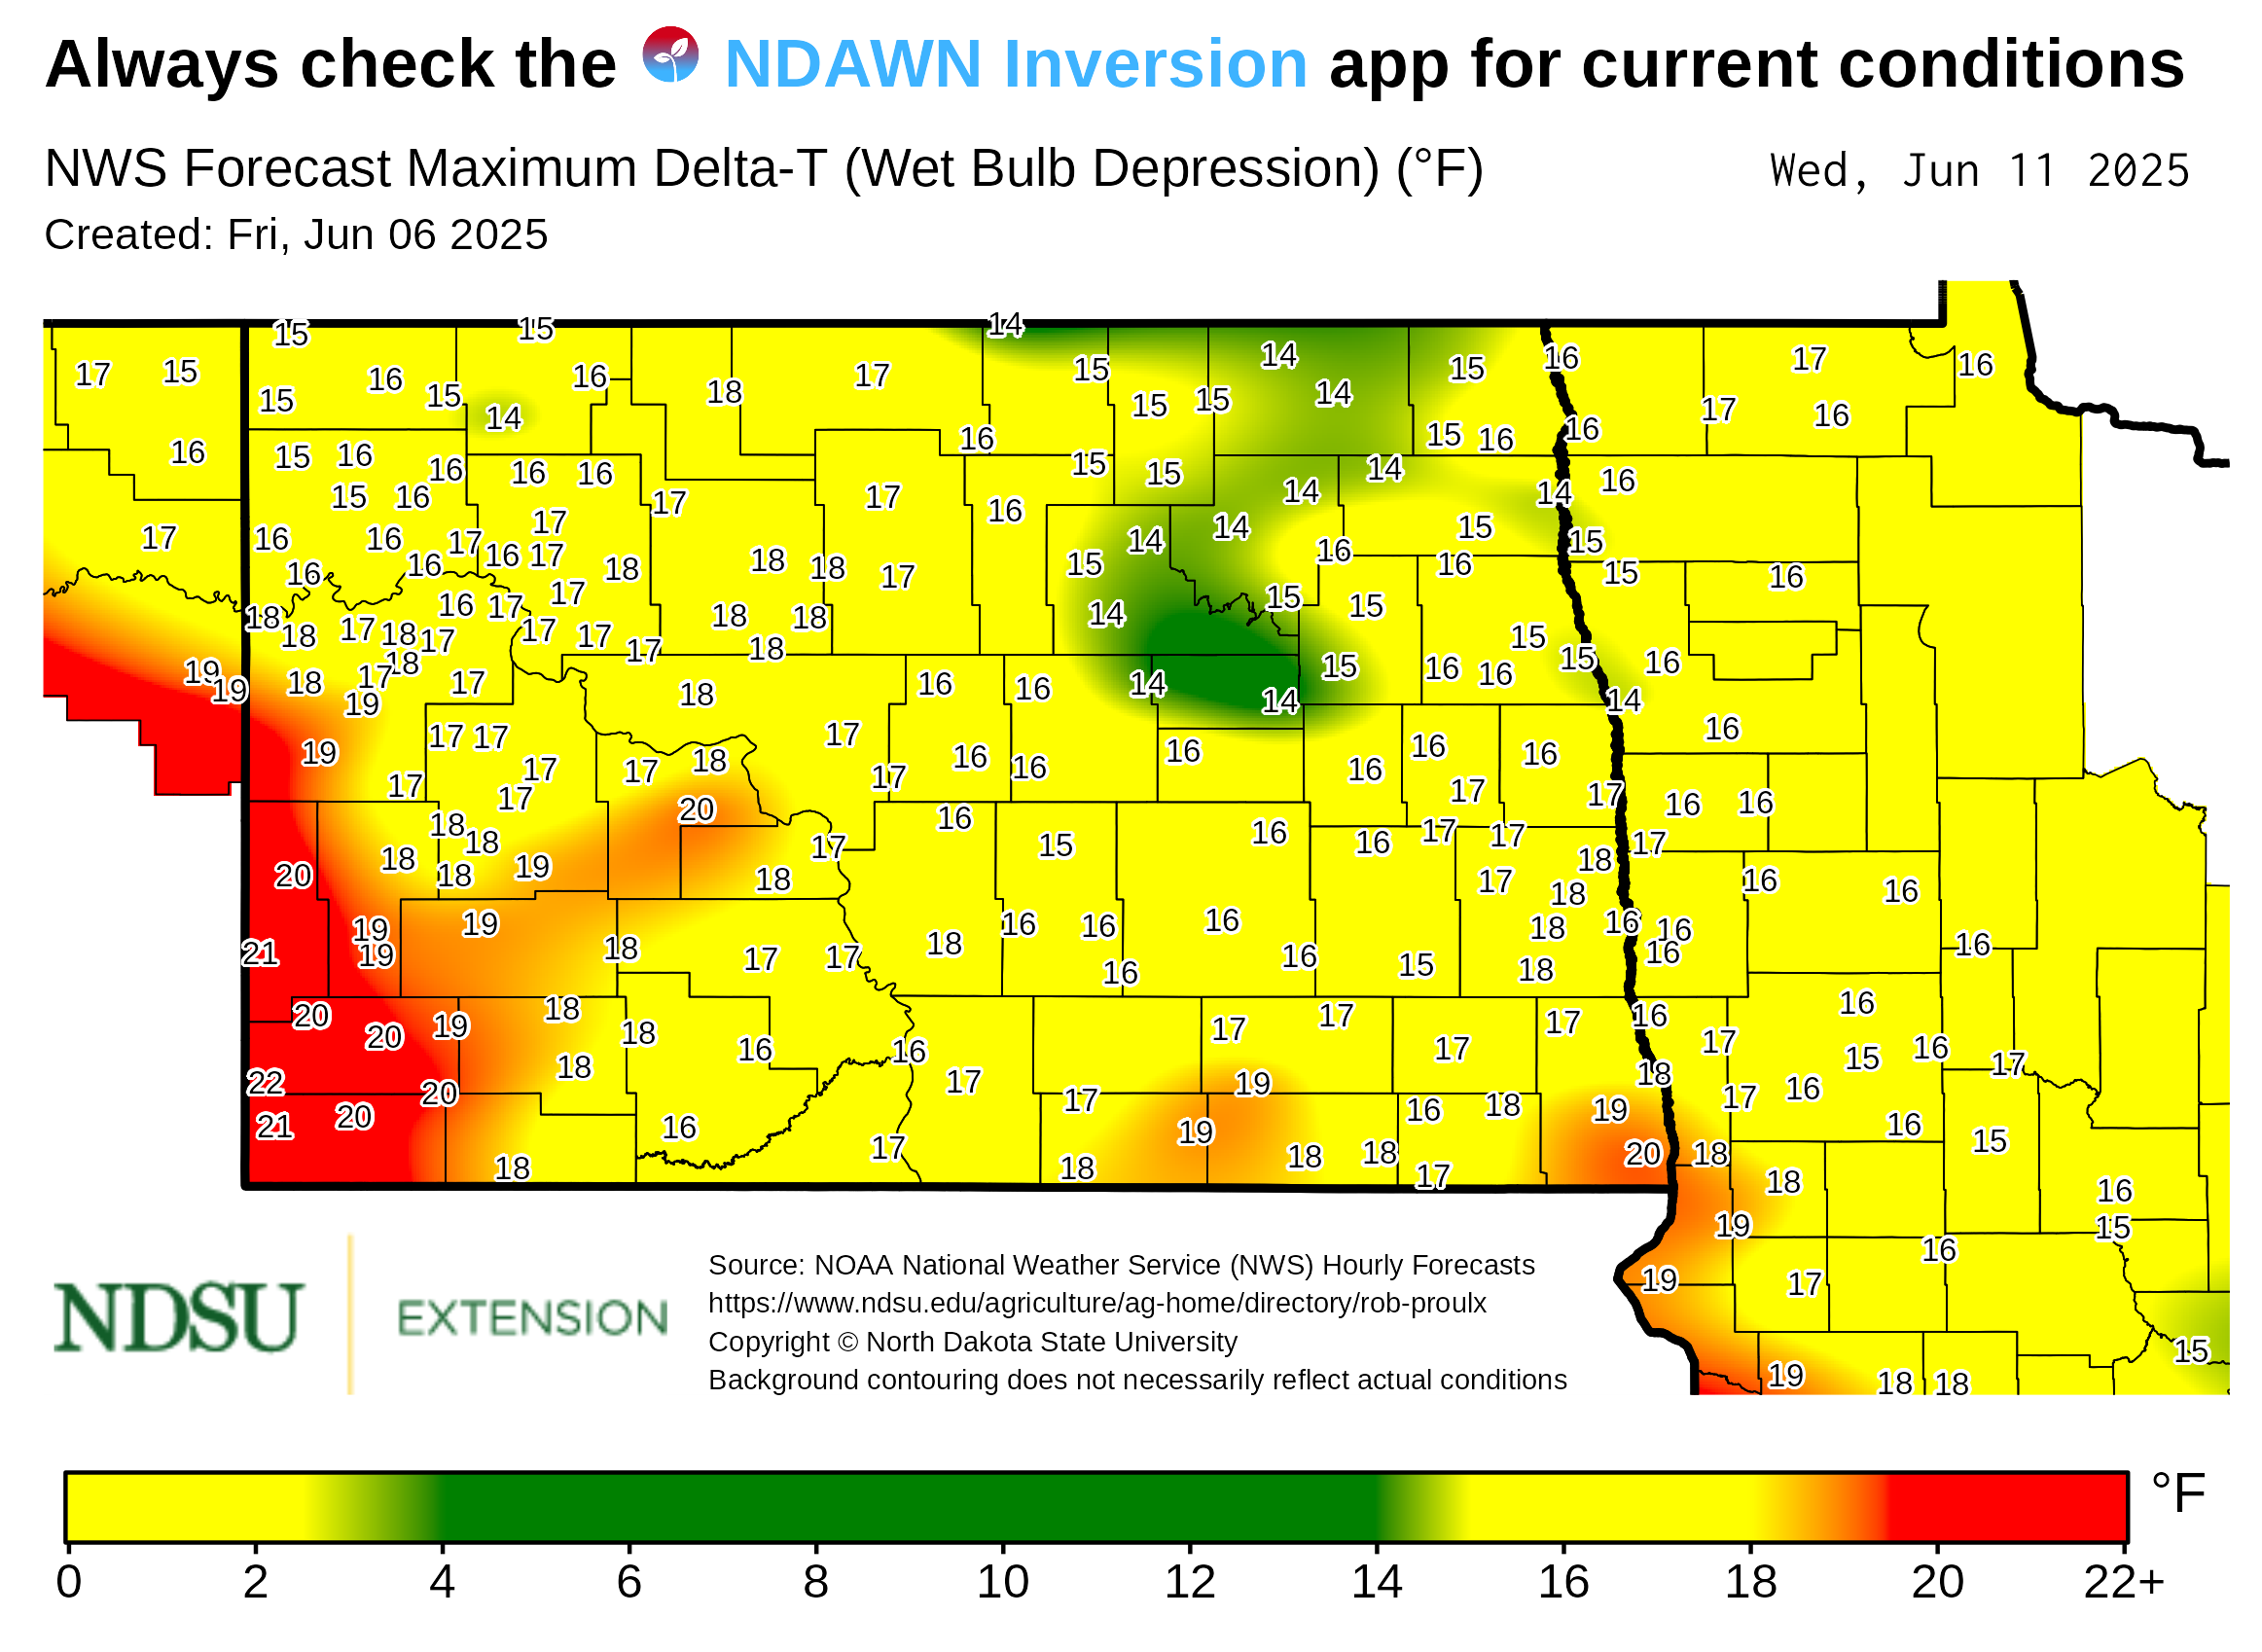 Always check the NDAWN Inversion app for current conditions
NWS Forecast Maximum Delta-T (Wet Bulb Depression) (°F) Wed, Jun 11 2025
Created: Fri, Jun 06 2025
15 15 14
17 15 16 15 16 18 17 15 14 15 16 17 16
15 14 15 15 14 17 16
16 15 16 16 16 16 16 15 15 14 15 16 16
15 16 17 17 16 14 14 16
17 16 16 17 16 17 17 14 14 15 15
16 16 18 18 18 17 15 16 16 15 16
18 18 17 18 17 16 17 17 17 17 17 18 18 14 15 15
19 19 18 17 18 19 17 18 18 16 16 14 14 15 16 16 15 15 16
19 17 17 17 17 18 17 16 16 16 16 16 16 14 16
17 17 20 17 16 17 17 16 16
18 18 18 18 19 18 17 16 15 16 16 17 17 18 17
20 19 19 19 18 17 17 18 16 16 16 16 15 17 18 18 16 16 16 16 16
21 16 18 16
20 20 19 18 18 18 16 16 17 17 17 17 17 16 17 16 15 16 17
22 20 17 19 18 17 16
21 20 18 16 17 17 18 19 18 18 16 18 17 19 20 18 16 15
18 16
19 15
19 17 16
19 18 18 15
NDSU EXTENSION
Source: NOAA National Weather Service (NWS) Hourly Forecasts
https://www.ndsu.edu/agriculture/ag-home/directory/rob-proulx
Copyright © North Dakota State University
Background contouring does not necessarily reflect actual conditions
°F
0 2 4 6 8 10 12 14 16 18 20 22+